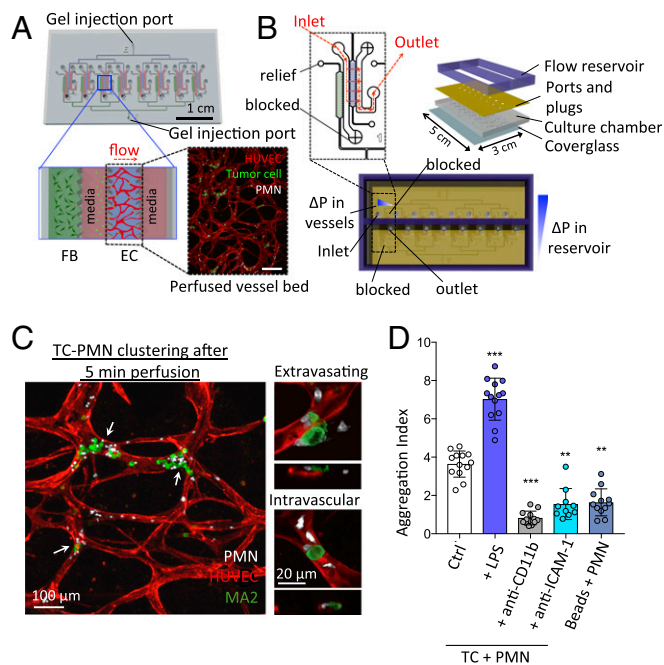 A
Gel injection port
1 cm
Gel injection port
flow
media
media
FB
EC
HUVEC
Tumor cell
PMN
Perfused vessel bed
B
Inlet
Outlet
relief
blocked
1
Flow reservoir
Ports and
plugs
Culture chamber
Coverglass
5 cm
3 cm
blocked
ΔP in
vessels
Inlet
blocked
outlet
ΔP in
reservoir
C
TC-PMN clustering after
5 min perfusion
PMN
HUVEC
MA2
100 µm
Extravasating
Intravascular
20 µm
D
Aggregation Index
10
8
6
4
2
0
***
***
**
**
Ctrl
+ LPS
+ anti-CD11b
+ anti-ICAM-1
Beads + PMN
TC + PMN